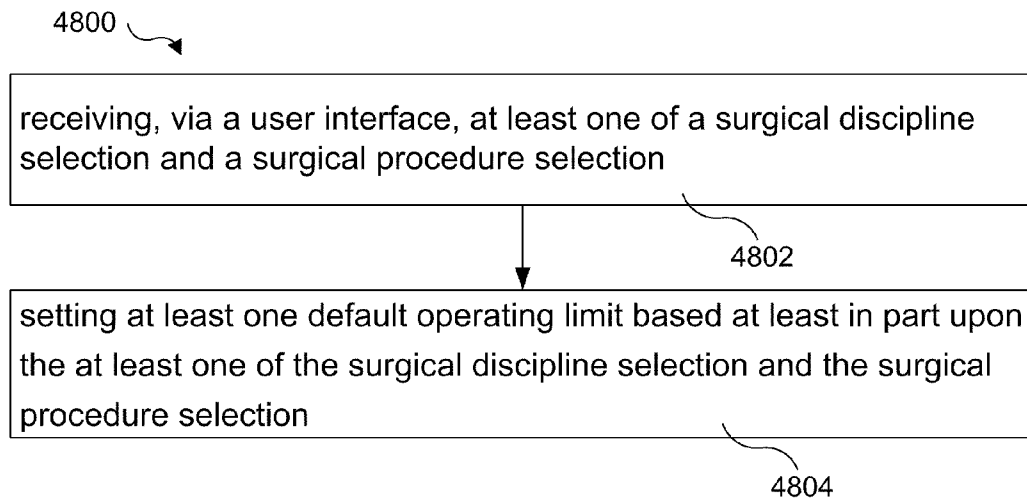 4800
receiving, via a user interface, at least one of a surgical discipline
selection and a surgical procedure selection
4802
setting at least one default operating limit based at least in part upon
the at least one of the surgical discipline selection and the surgical
procedure selection
4804